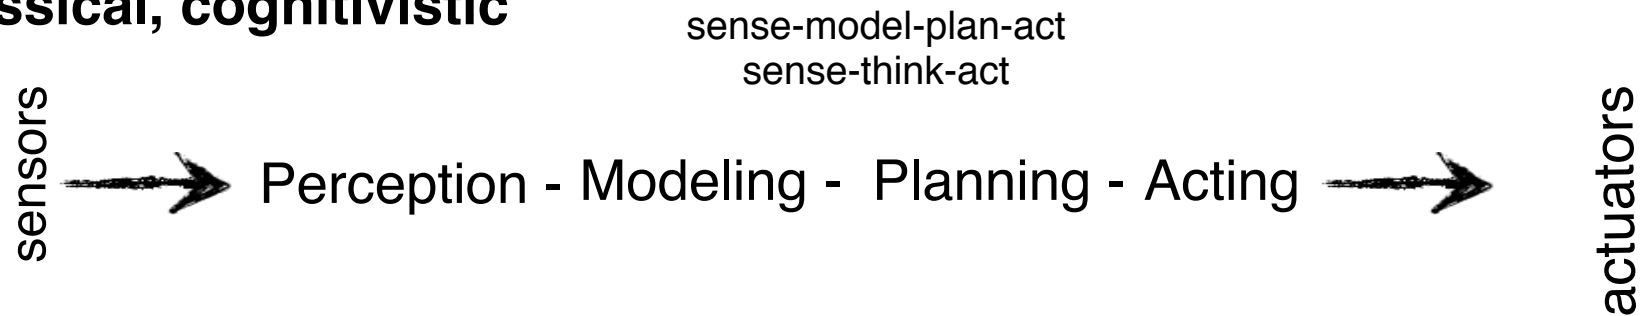 ssical, cognitivistic
sense-model-plan-act
sense-think-act
sensors
Perception - Modeling - Planning - Acting
actuators